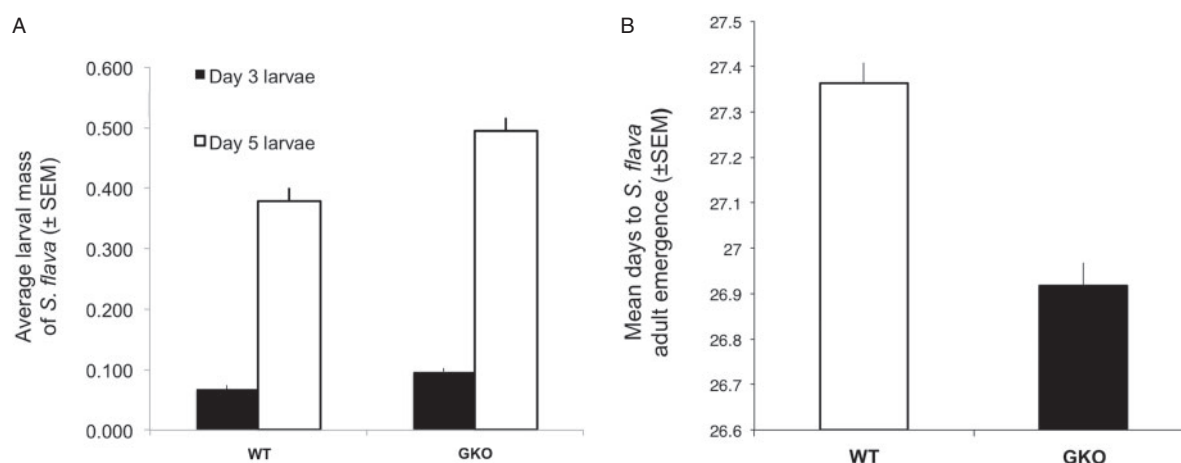 A
Average larval mass
of S. flava (± SEM)
0.600
0.500
0.400
0.300
0.200
0.100
0.000
Day 3 larvae
Day 5 larvae
WT GKO
B
Mean days to S. flava
adult emergence (±SEM)
27.5
27.4
27.3
27.2
27.1
27
26.9
26.8
26.7
26.6
WT GKO